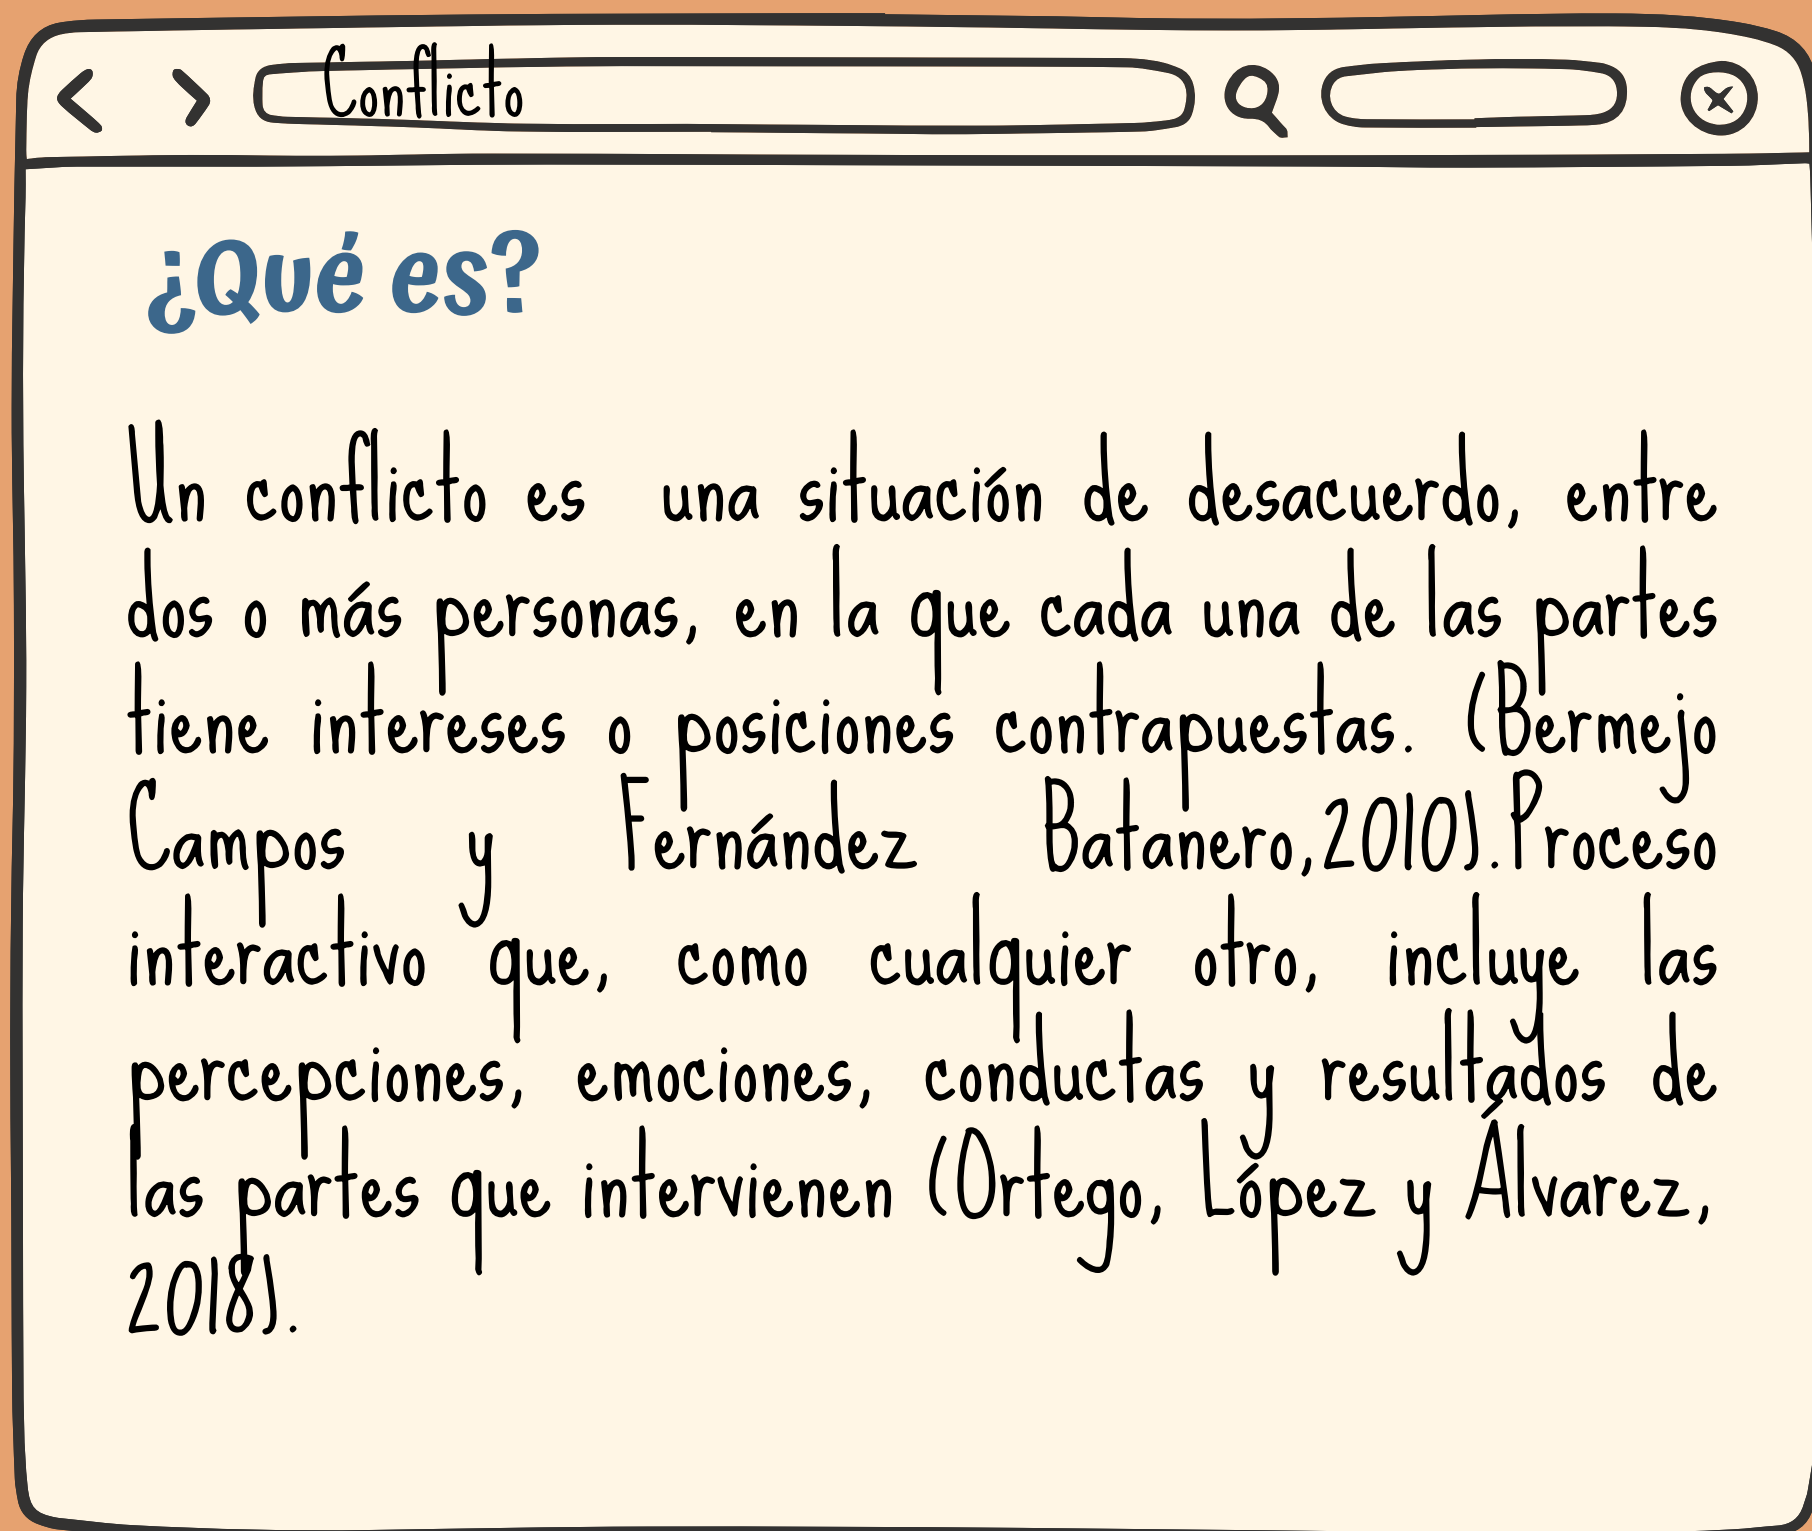 Conflicto
¿Qué es?
Un conflicto es una situación de desacuerdo, entre
dos o más personas, en la que cada una de las partes
tiene intereses o posiciones contrapuestas. (Bermejo
Campos y Fernández Batanero,2010).Proceso
interactivo que, como cualquier otro, incluye las
percepciones, emociones, conductas y resultados de
las partes que intervienen (Ortego, López y Álvarez,
2018).